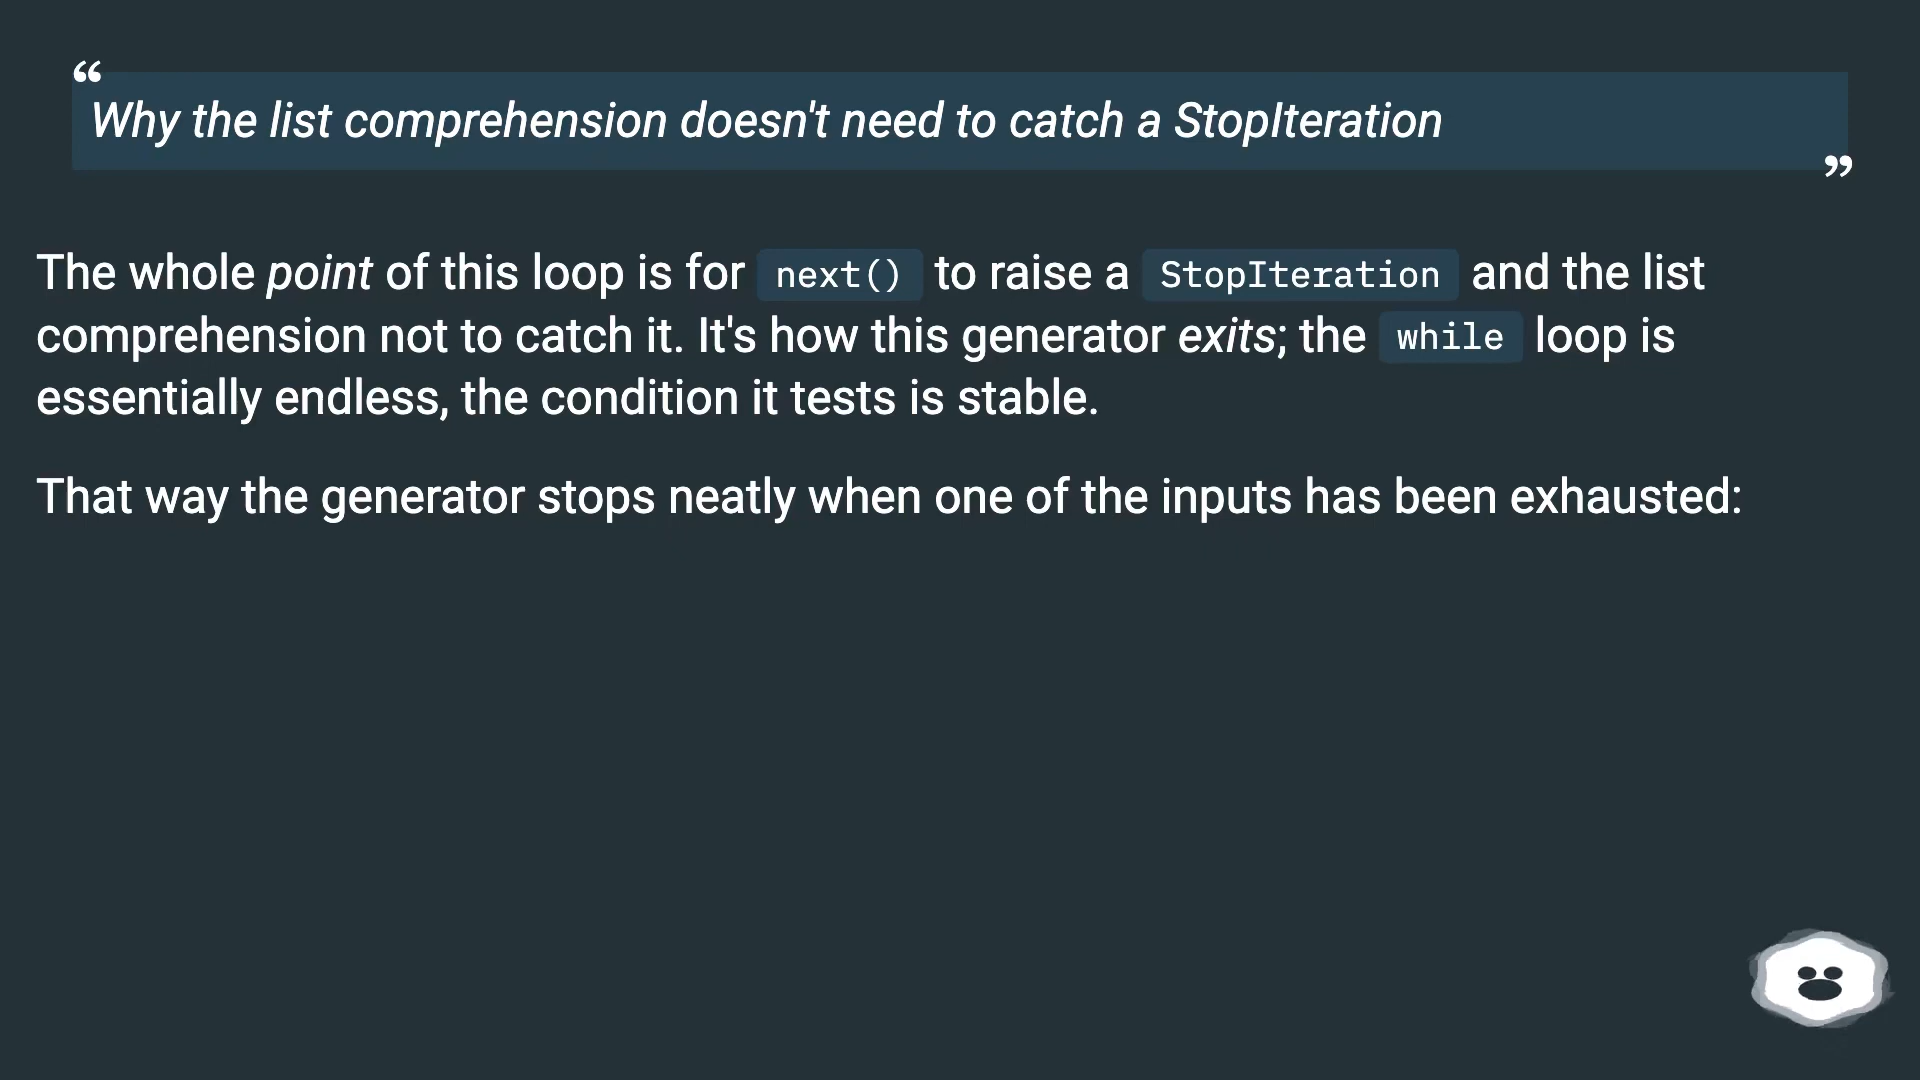 “
Why the list comprehension doesn't need to catch a StopIteration
”
The whole point of this loop is for next() to raise a StopIteration and the list
comprehension not to catch it. It's how this generator exits; the while loop is
essentially endless, the condition it tests is stable.
That way the generator stops neatly when one of the inputs has been exhausted: